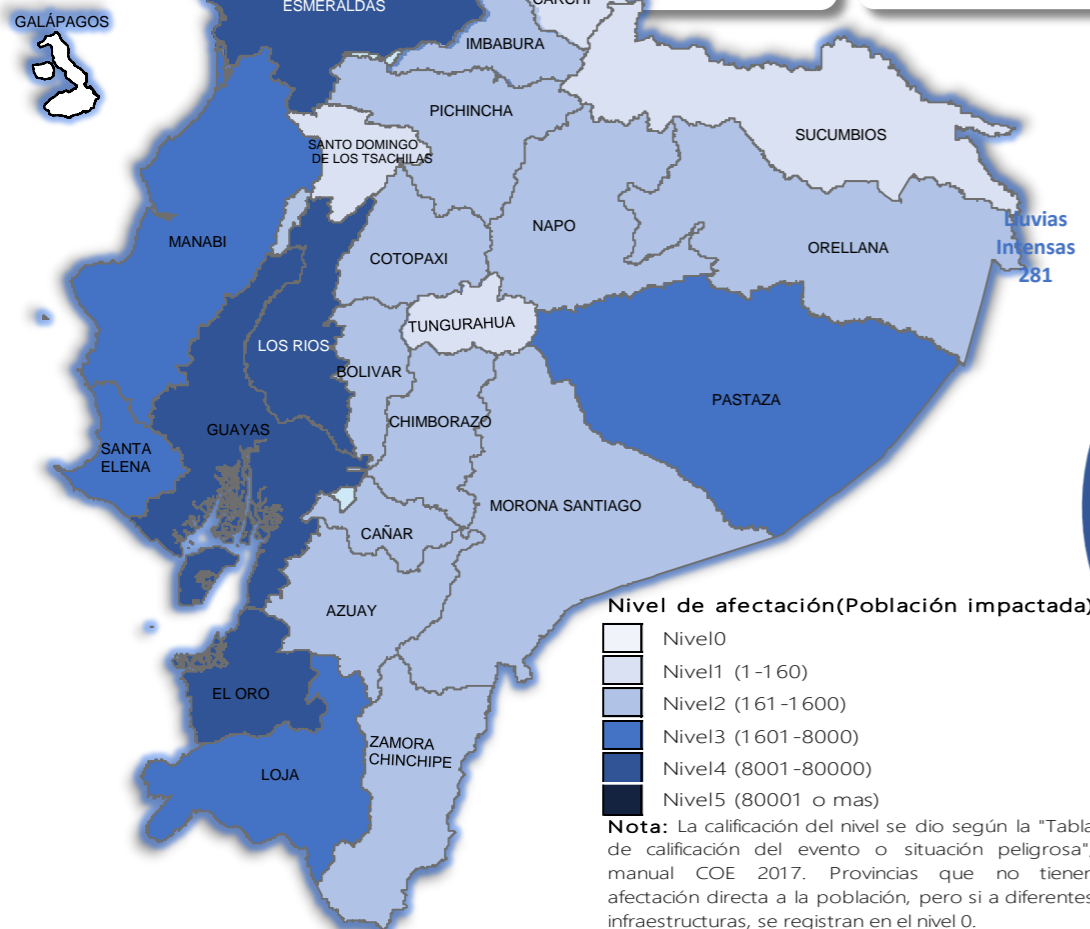 ESMERALDAS
CARCHI
GALÁPAGOS
IMBABURA
PICHINCHA
SUCUMBIOS
SANTO DOMINGO
DE LOS TSACHILAS
NAPO
MANABI
ORELLANA
Lluvias
Intensas
281
COTOPAXI
TUNGURAHUA
LOS RIOS
BOLIVAR
PASTAZA
CHIMBORAZO
GUAYAS
SANTA
ELENA
MORONA SANTIAGO
CAÑAR
AZUAY
EL ORO
ZAMORA
CHINCHIPE
LOJA
Nivel de afectación(Población impactada)
Nivel0
Nivel1 (1-160)
Nivel2 (161-1600)
Nivel3 (1601-8000)
Nivel4 (8001-80000)
Nivel5 (80001 o mas)
Nota: La calificación del nivel se dio según la "Tabla
de calificación del evento o situación peligrosa",
manual COE 2017. Provincias que no tienen
afectación directa a la población, pero si a diferentes
infraestructuras, se registran en el nivel 0.